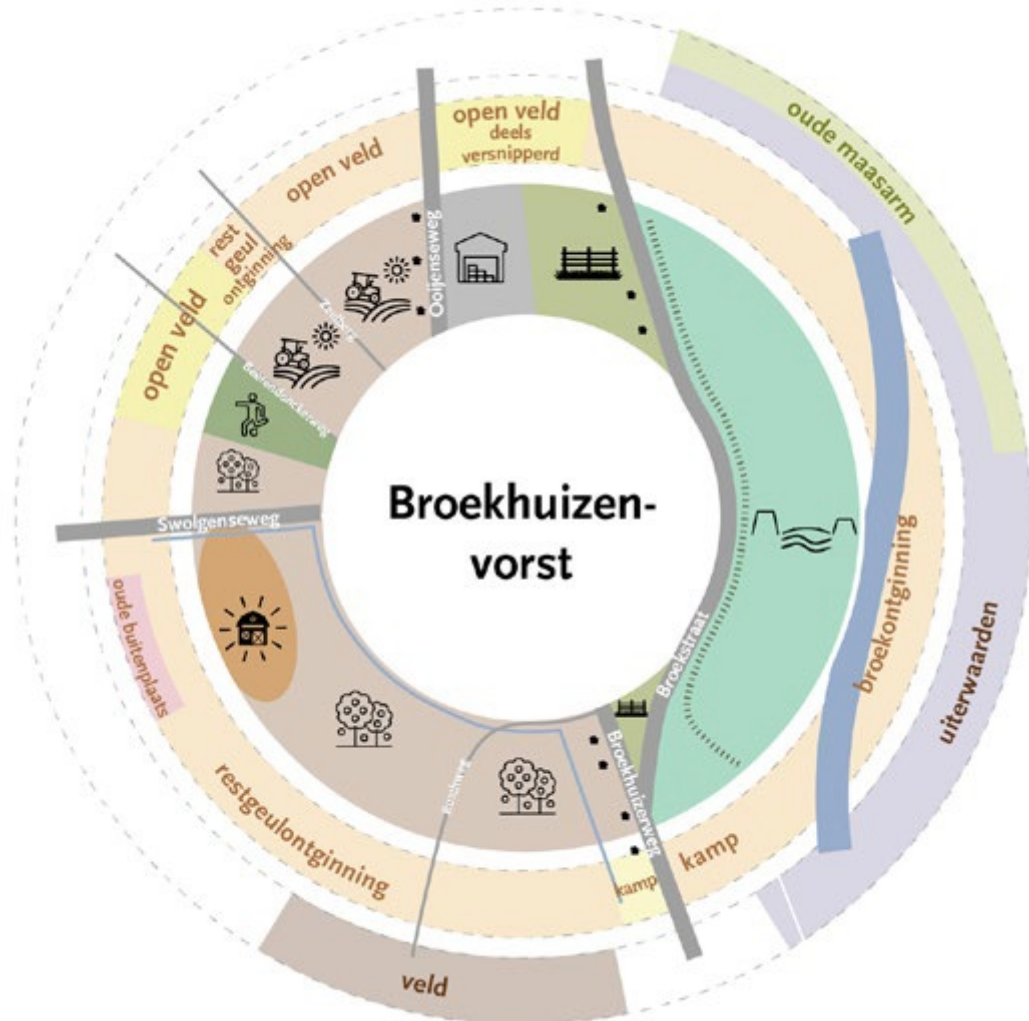 open veld
deels
versnipperd
open veld
oude maasarm
rest
geul
ontginning
open veld
Ooijenseweg
Swolgenseweg
Broekhuizen-
vorst
broekontginning
uiterwaarden
oude buitenplaats
Broekstraat
Broekhuizerweg
restgeulontginning
kamp
kamp
veld